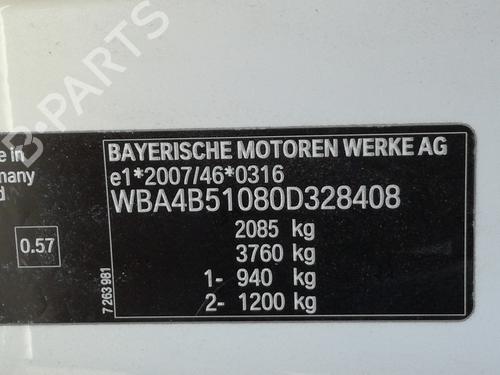 B-PARTS
BAYERISCHE MOTOREN WERKE AG
e1*2007/46*0316
WBA4B51080D328408
2085 kg
3760 kg
1- 940 kg
2- 1200 kg
e in
many
d
0.57
7 263 981